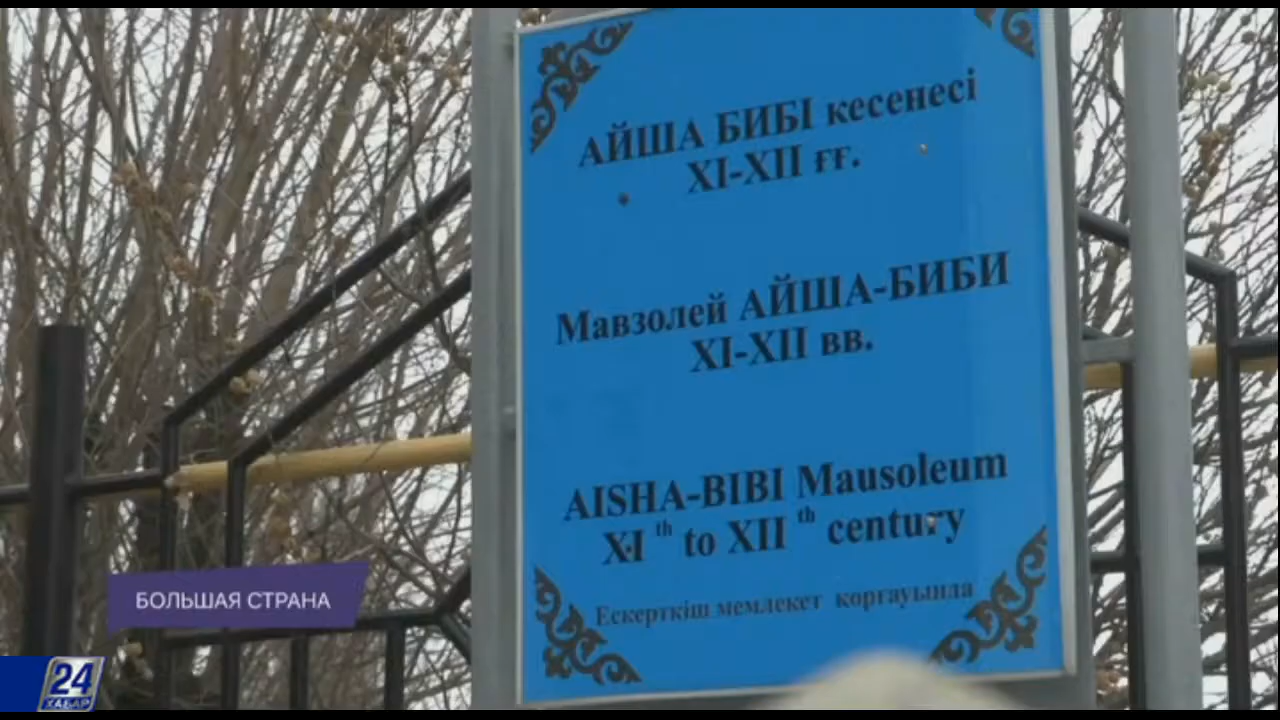 АЙША БИБІ кесенесі
XI-XII ғғ.
Мавзолей АЙША-БИБИ
XI-XII вв.
AISHA-BIBI Mausoleum
XI th to XII th century
Ескерткіш мемлекет қорғауында
БОЛЬШАЯ СТРАНА
24
ХАБАР